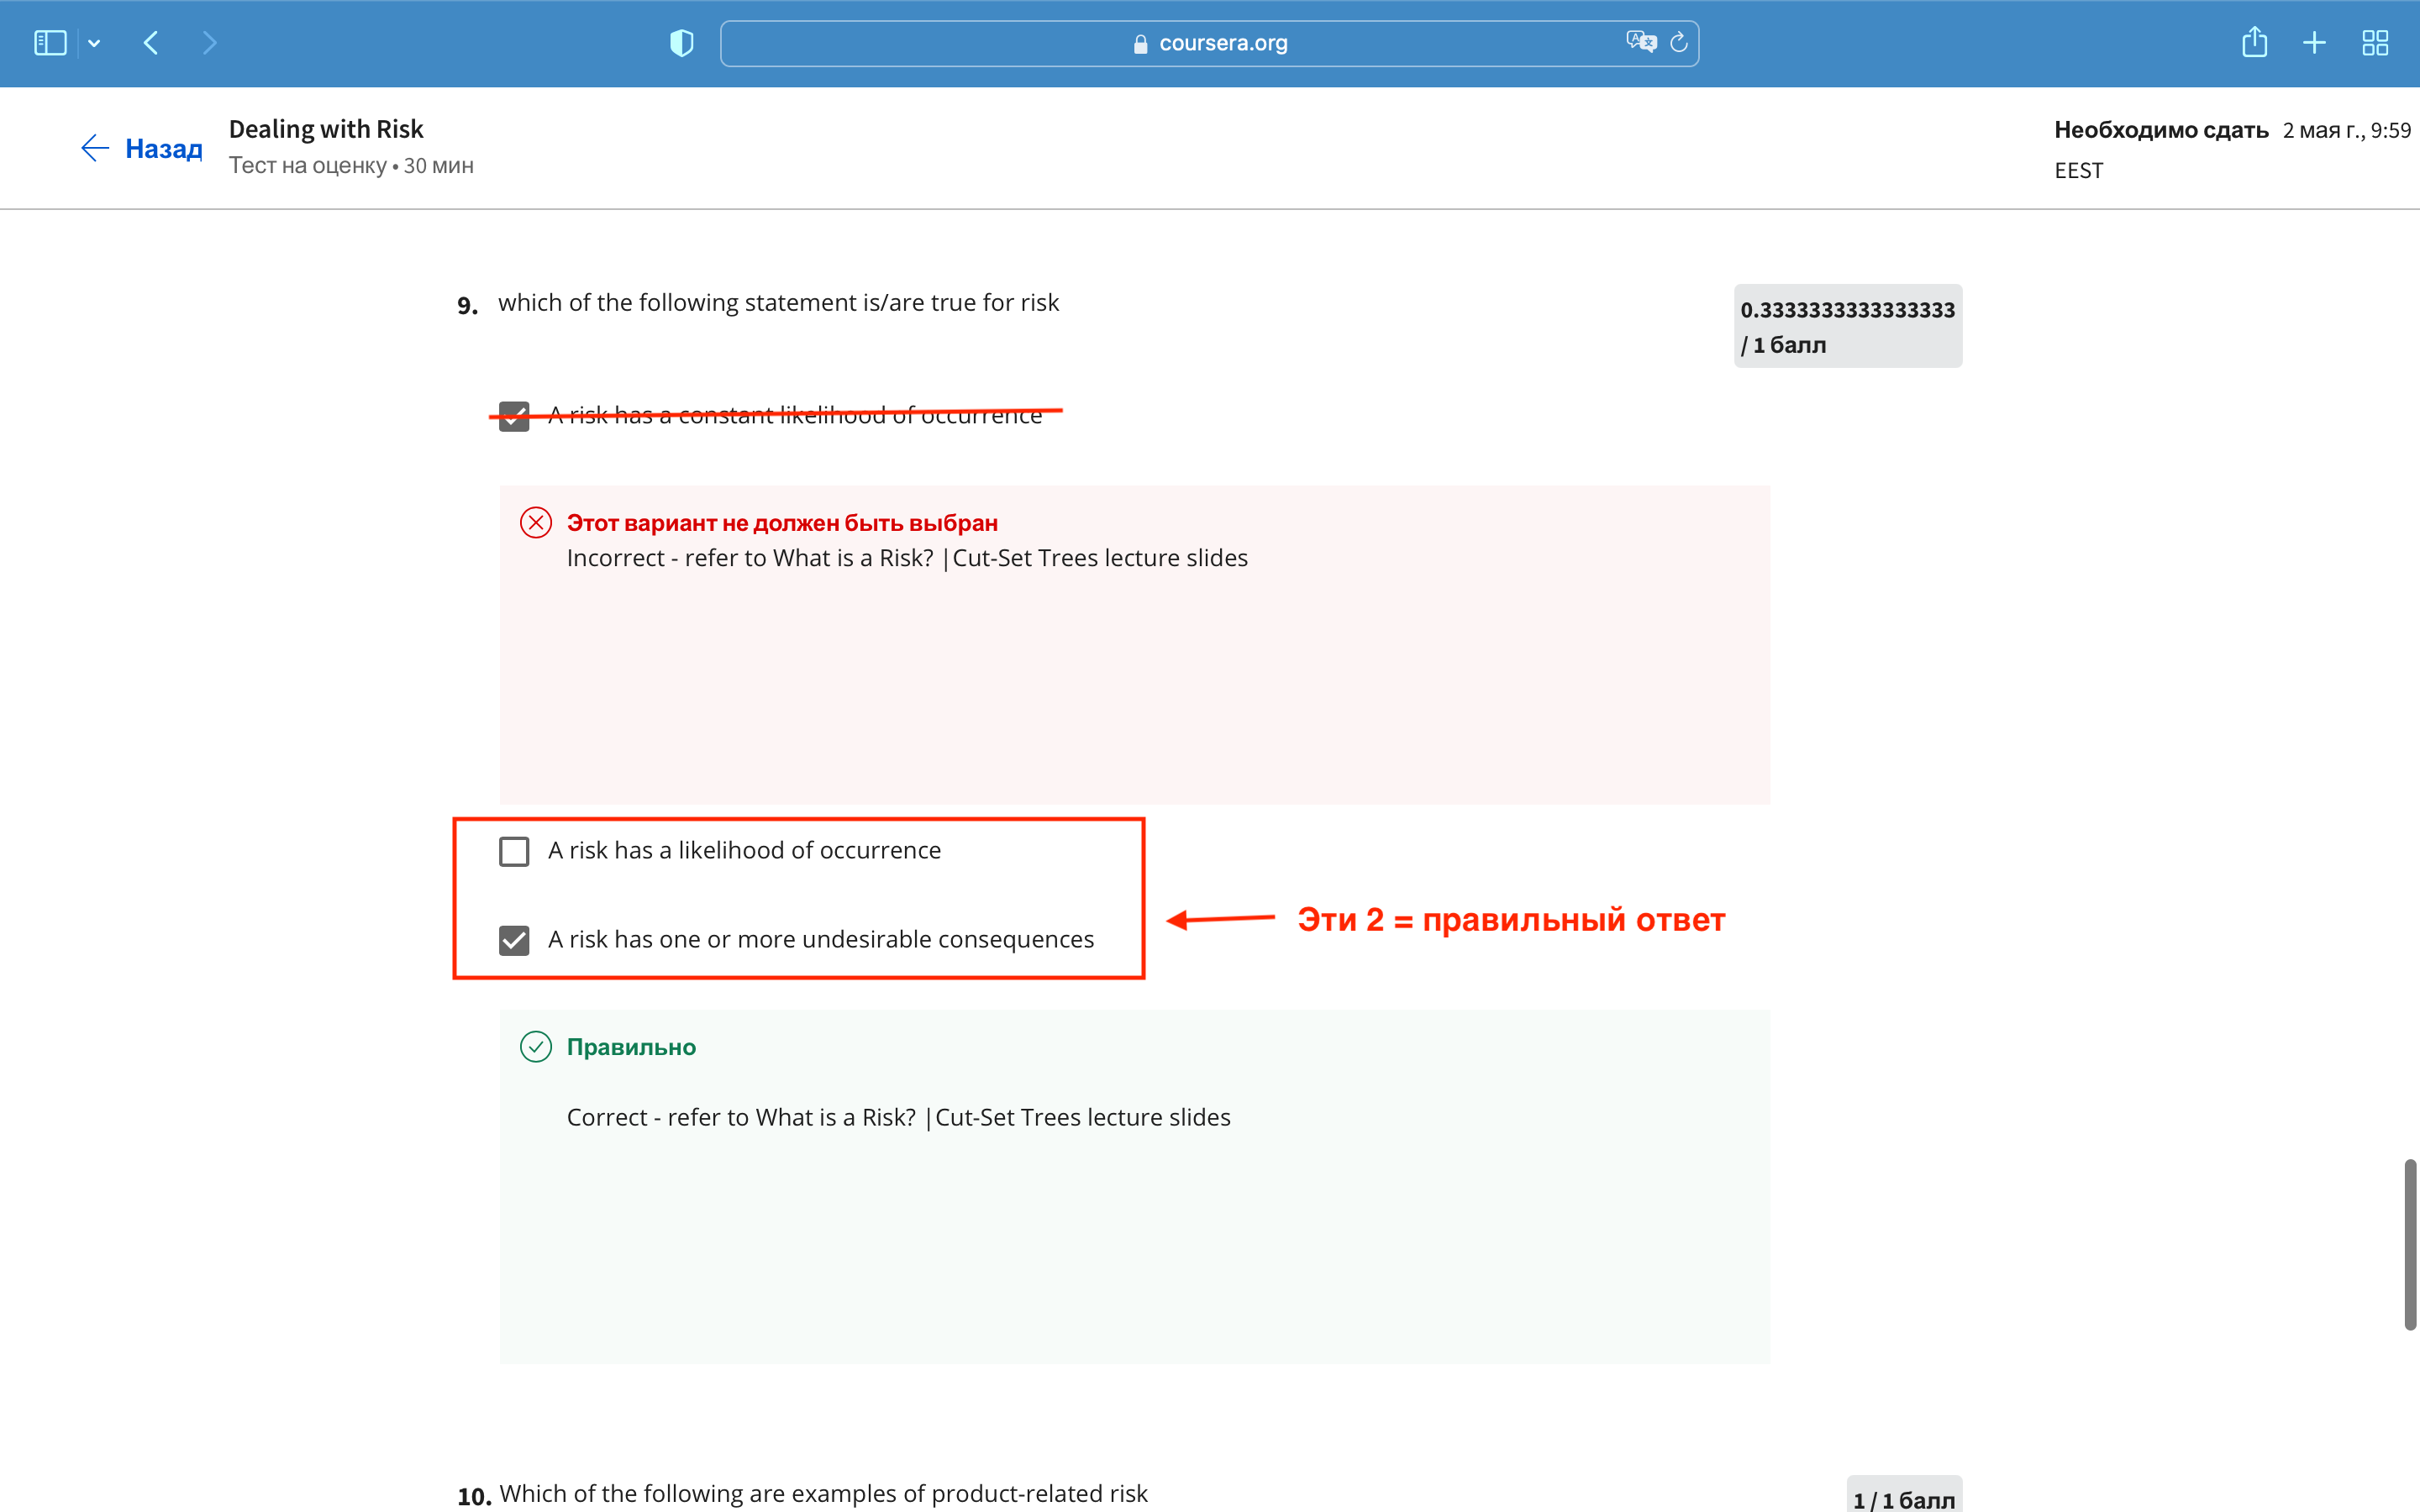 coursera.org
Назад
Dealing with Risk
Тест на оценку • 30 мин
Необходимо сдать 2 мая г., 9:59
EEST
9. which of the following statement is/are true for risk
0.3333333333333333
/ 1 балл
A risk has a constant likelihood of occurrence
Этот вариант не должен быть выбран
Incorrect - refer to What is a Risk? |Cut-Set Trees lecture slides
A risk has a likelihood of occurrence
A risk has one or more undesirable consequences
Эти 2 = правильный ответ
Правильно
Correct - refer to What is a Risk? |Cut-Set Trees lecture slides
10. Which of the following are examples of product-related risk
1 / 1 балл